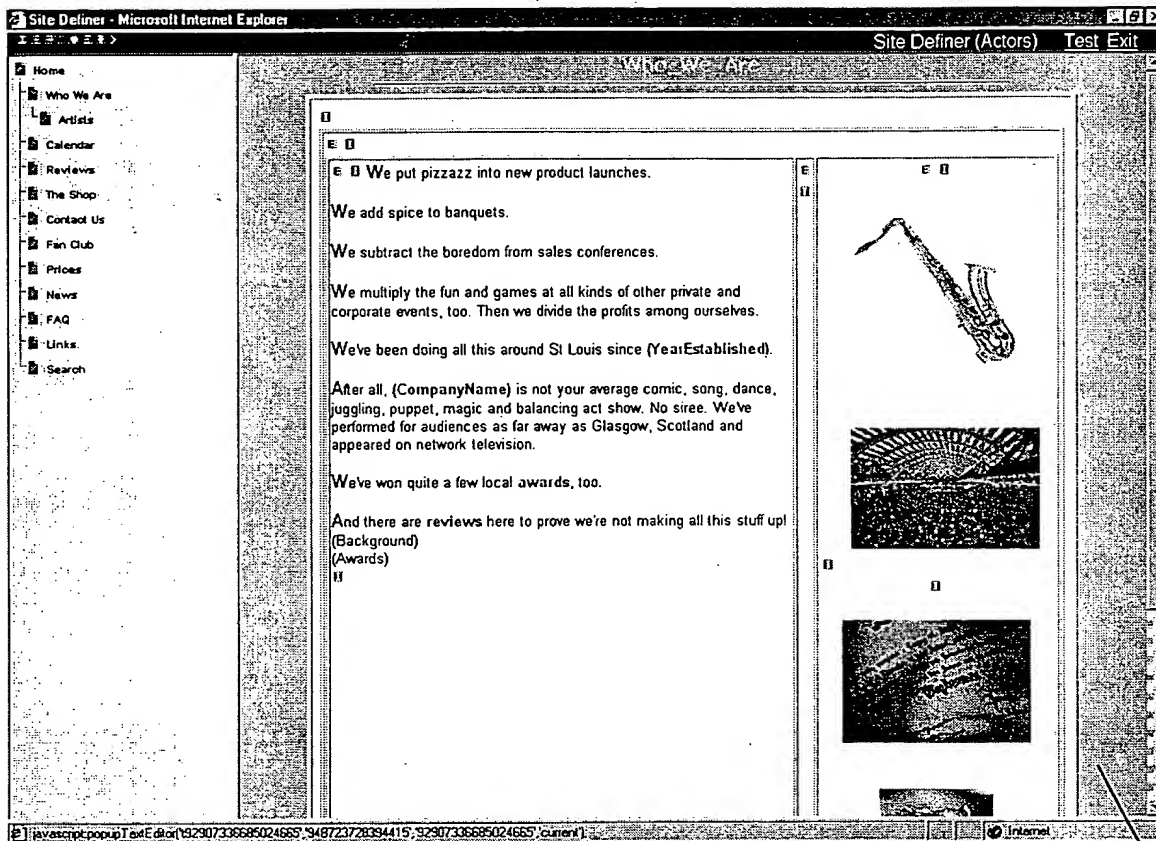 Site Definer - Microsoft Internet Explorer
Site Definer (Actors) Test Exit
Home
Who We Are
Artists
Calendar
Reviews
The Shop
Contact Us
Fan Club
Prices
News
FAQ
Links
Search
Who We Are
I
E I
E I We put pizzazz into new product launches.
We add spice to banquets.
We subtract the boredom from sales conferences.
We multiply the fun and games at all kinds of other private and
corporate events, too. Then we divide the profits among ourselves.
We've been doing all this around St Louis since (YearEstablished).
After all, (CompanyName) is not your average comic, song, dance,
juggling, puppet, magic and balancing act show. No siree. We've
performed for audiences as far away as Glasgow, Scotland and
appeared on network television.
We've won quite a few local awards, too.
And there are reviews here to prove we're not making all this stuff up!
(Background)
(Awards)
I
E
I
E I
I
I
javascript:popupTextEditor('t92907336685024665','948723728394415','92907336685024665','current')
Internet